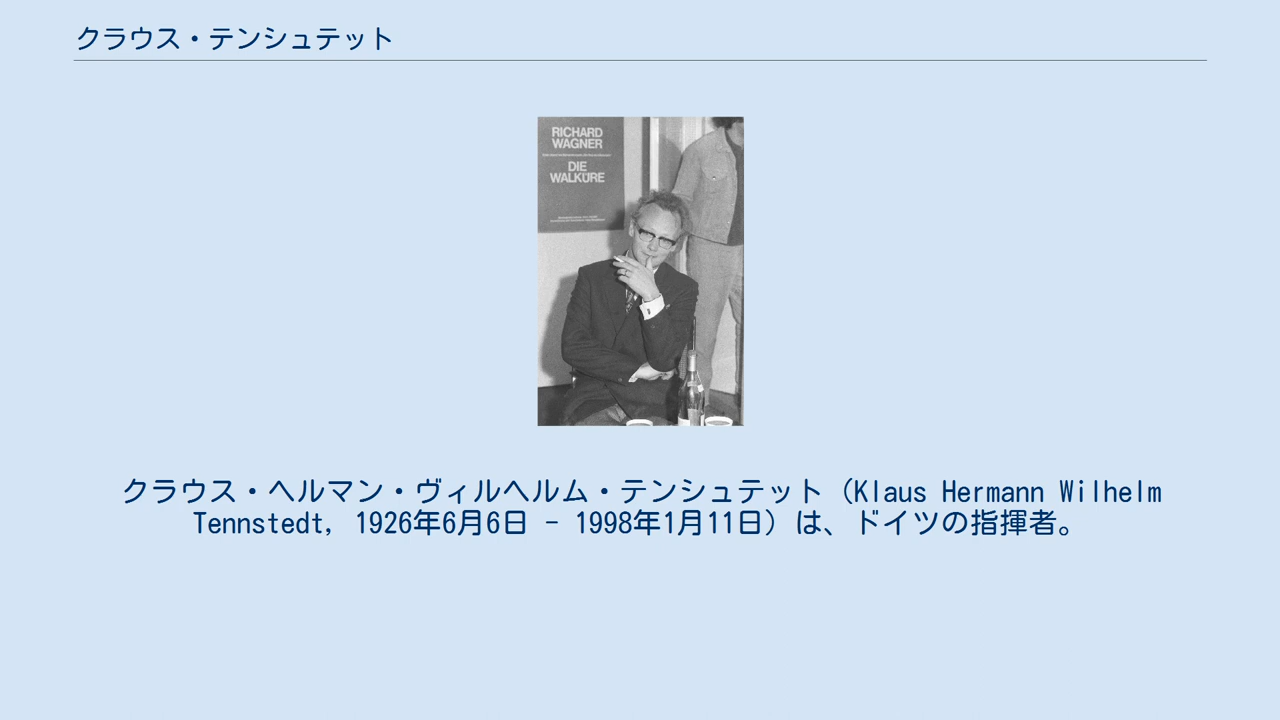 クラウス・テンシュテット
RICHARD
WAGNER
DIE
WALKÜRE
クラウス・ヘルマン・ヴィルヘルム・テンシュテット（Klaus Hermann Wilhelm
Tennstedt, 1926年6月6日 - 1998年1月11日）は、ドイツの指揮者。